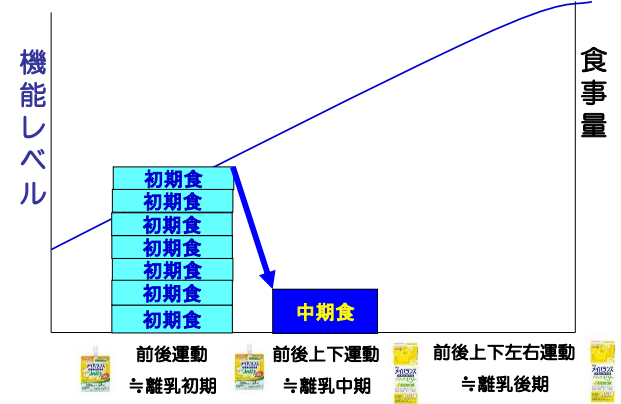 機能レベル
食事量
初期食
初期食
初期食
初期食
初期食
初期食
初期食
中期食
前後運動
≒離乳初期
前後上下運動
≒離乳中期
前後上下左右運動
≒離乳後期